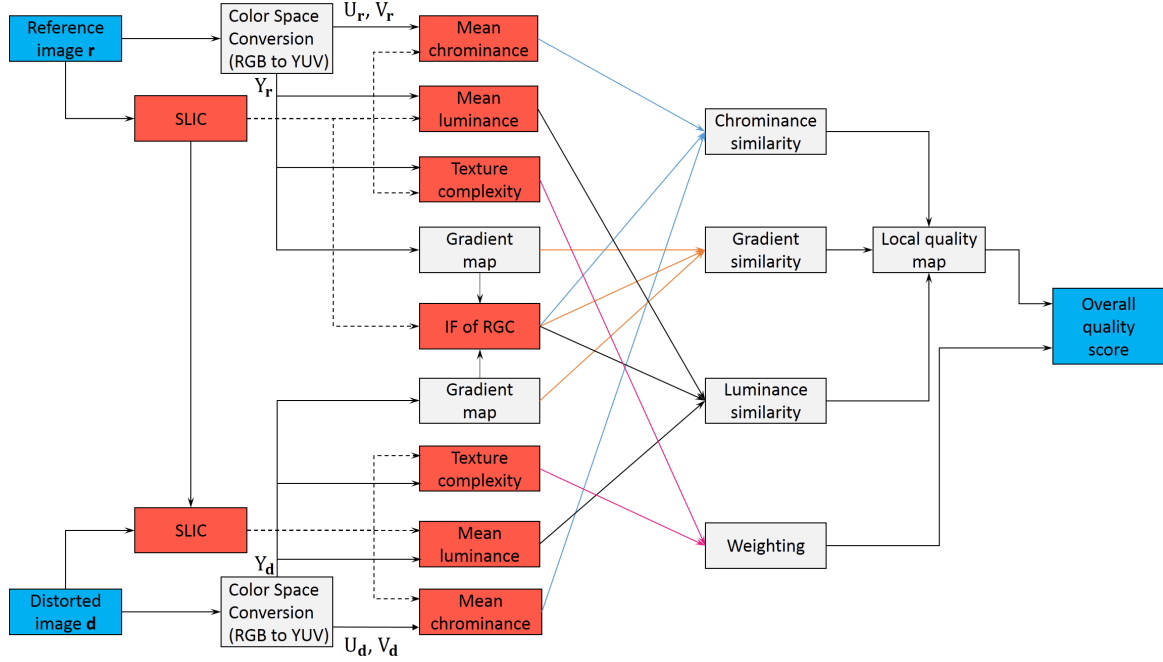 Reference
image r
Color Space
Conversion
(RGB to YUV)
Ur, Vr
Yr
Mean
chrominance
SLIC
Mean
luminance
Texture
complexity
Gradient
map
IF of RGC
Gradient
map
Texture
complexity
SLIC
Mean
luminance
Yd
Distorted
image d
Color Space
Conversion
(RGB to YUV)
Mean
chrominance
Ud, Vd
Chrominance
similarity
Gradient
similarity
Local quality
map
Luminance
similarity
Weighting
Overall
quality
score